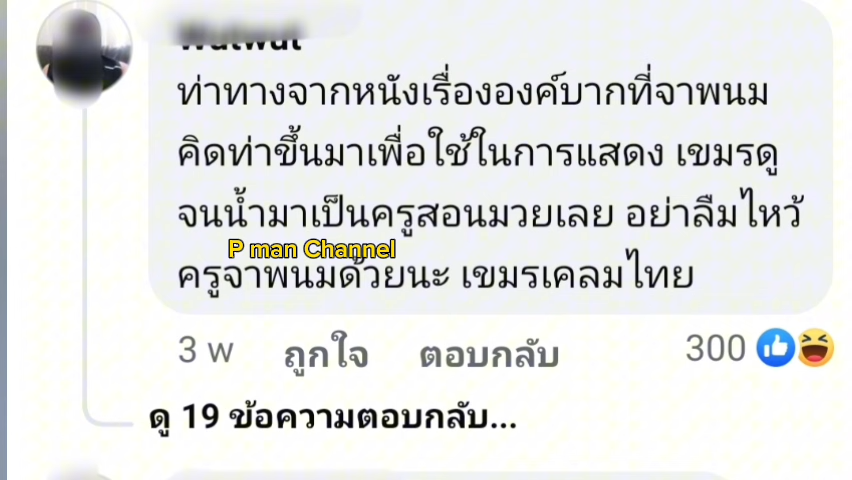 ท่าทางจากหนังเรื่ององค์บากที่จาพนม
คิดท่าขึ้นมาเพื่อใช้ในการแสดง เขมรดู
จนน้ำมาเป็นครูสอนมวยเลย อย่าลืมไหว้
P man Channel
ครูจาพนมด้วยนะ เขมรเคลมไทย
3 w ถูกใจ ตอบกลับ 300
ดู 19 ข้อความตอบกลับ...